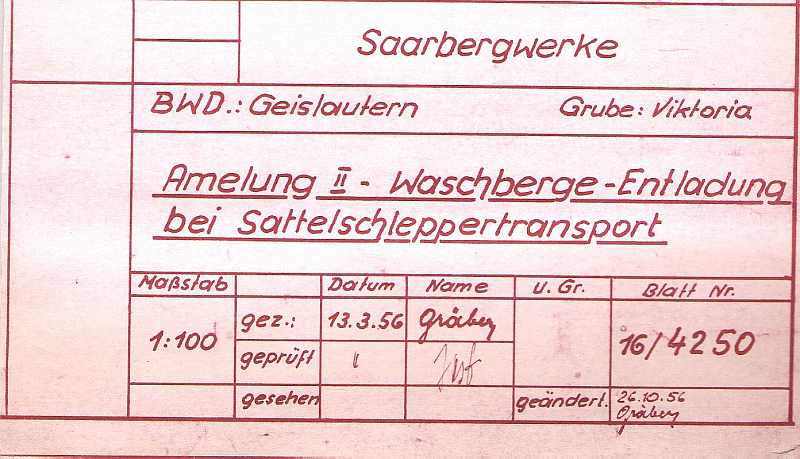 Saarbergwerke
BWD.: Geislautern Grube: Viktoria
Amelung II - Waschberge-Entladung
bei Sattelschleppertransport
Maßstab Datum Name U. Gr. Blatt Nr.
1:100 gez.: 13.3.56 Gräber 16/4250
geprüft "
gesehen geändert. 26.10.56
Gräber